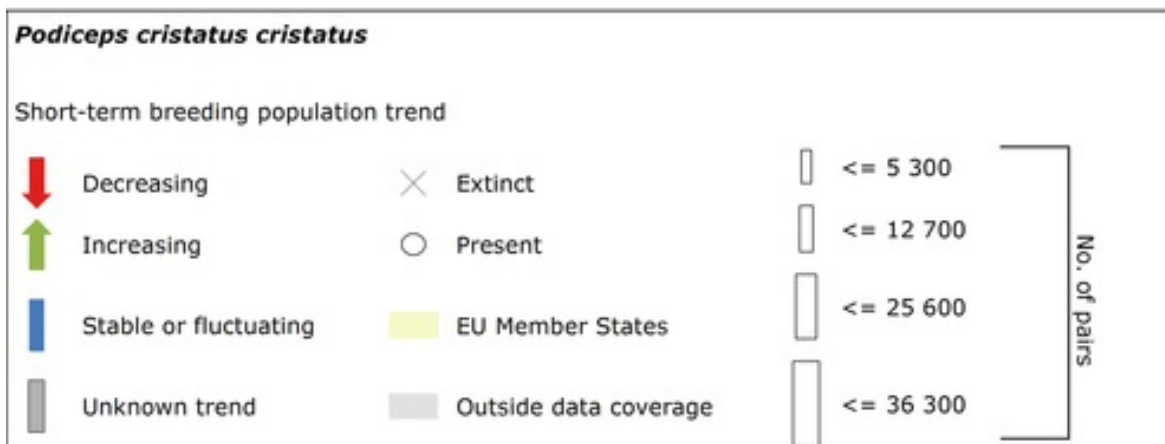 Podiceps cristatus cristatus
Short-term breeding population trend
Decreasing
Increasing
Stable or fluctuating
Unknown trend
Extinct
Present
EU Member States
Outside data coverage
<= 5 300
<= 12 700
<= 25 600
<= 36 300
No. of pairs